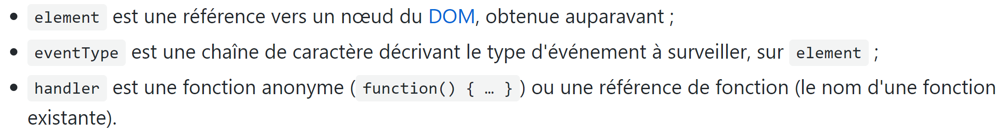 • element est une référence vers un nœud du DOM, obtenue auparavant ;
• eventType est une chaîne de caractère décrivant le type d'événement à surveiller, sur element ;
• handler est une fonction anonyme (function() { … }) ou une référence de fonction (le nom d'une fonction
existante).